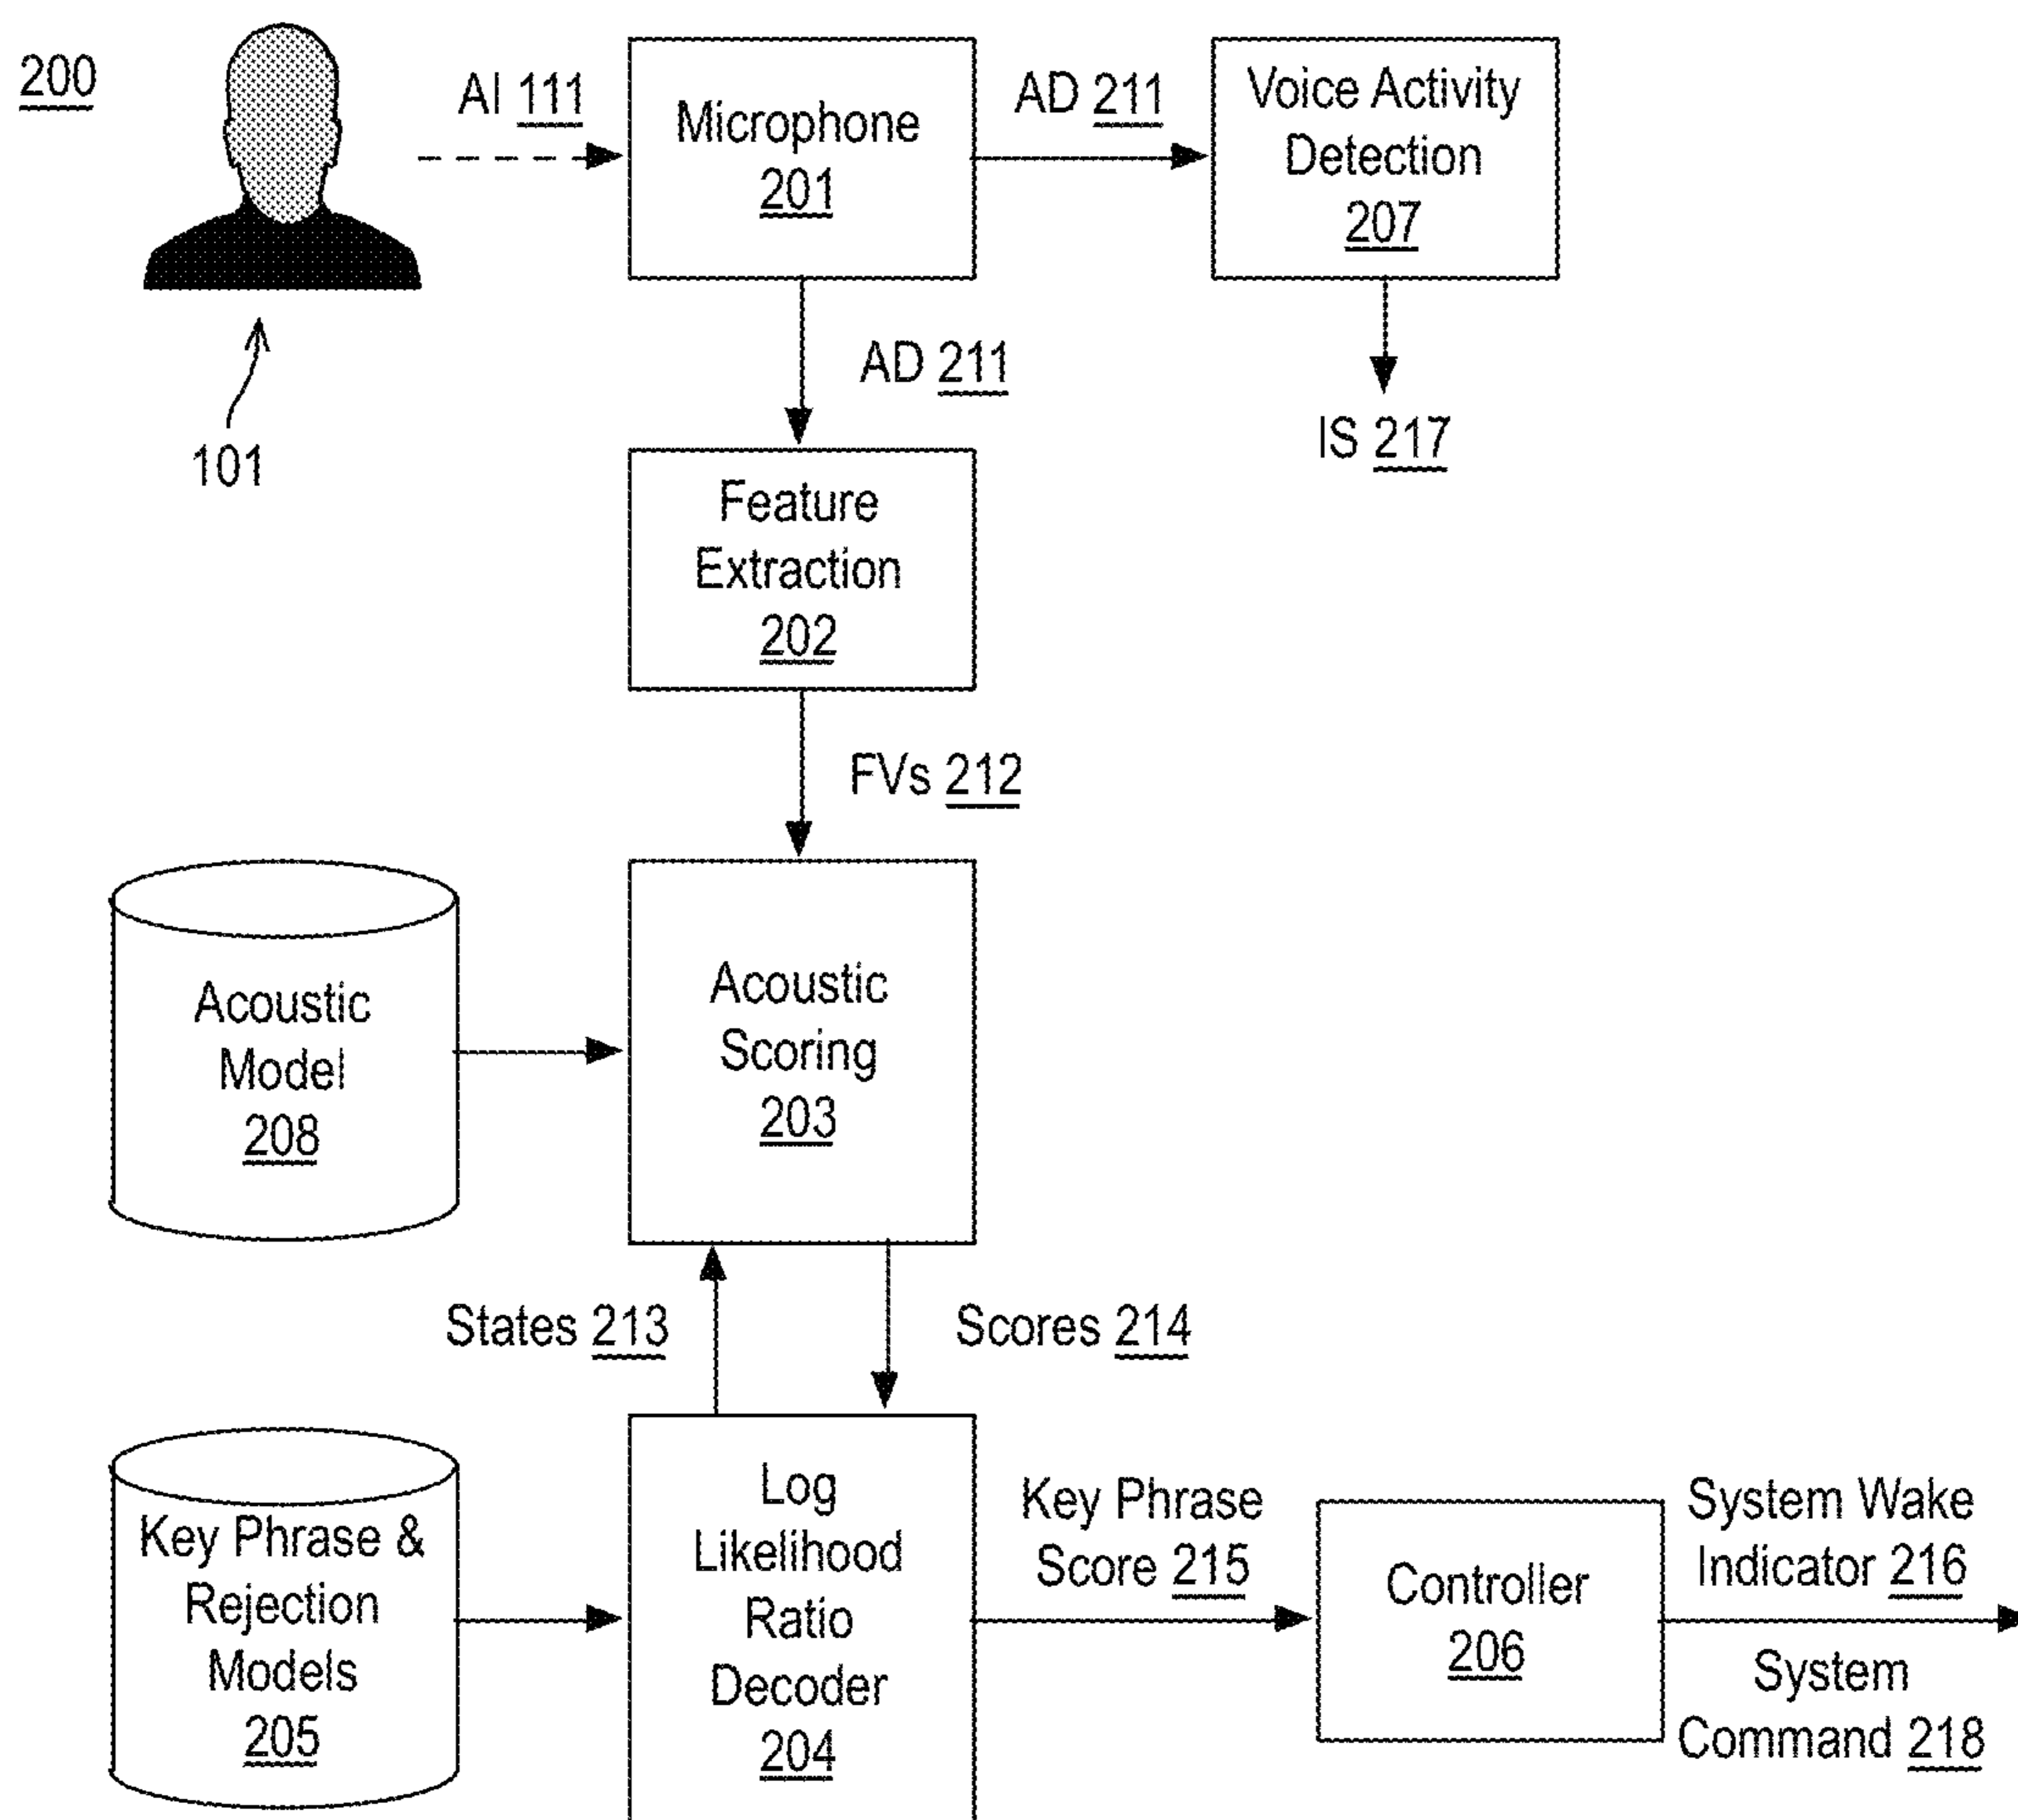 200
AI 111
Microphone
201
AD 211
Voice Activity
Detection
207
101
AD 211
IS 217
Feature
Extraction
202
FVs 212
Acoustic
Model
208
Acoustic
Scoring
203
States 213
Scores 214
Key Phrase &
Rejection
Models
205
Log
Likelihood
Ratio
Decoder
204
Key Phrase
Score 215
Controller
206
System Wake
Indicator 216
System
Command 218